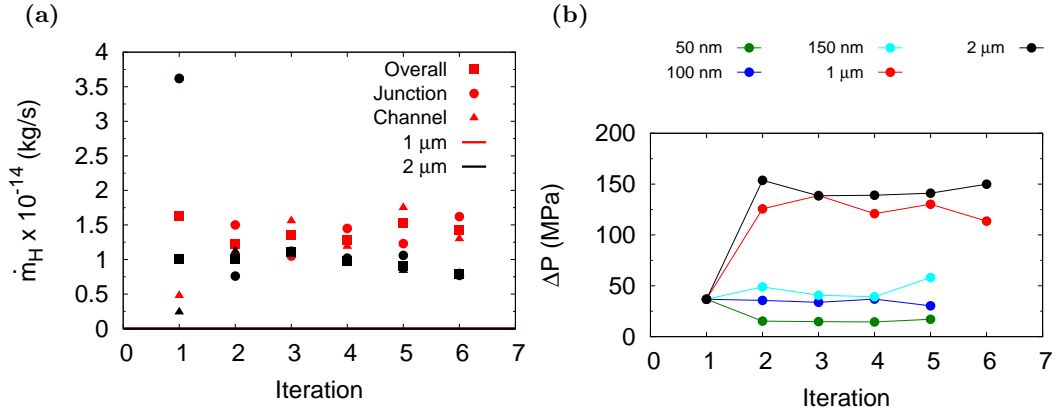 (a)
4
3.5
3
2.5
2
1.5
1
0.5
0
ṁH x 10-14 (kg/s)
Overall
Junction
Channel
1 μm
2 μm
0 1 2 3 4 5 6 7
Iteration
(b)
50 nm 150 nm 2 μm
100 nm 1 μm
200
150
100
50
0
ΔP (MPa)
0 1 2 3 4 5 6 7
Iteration